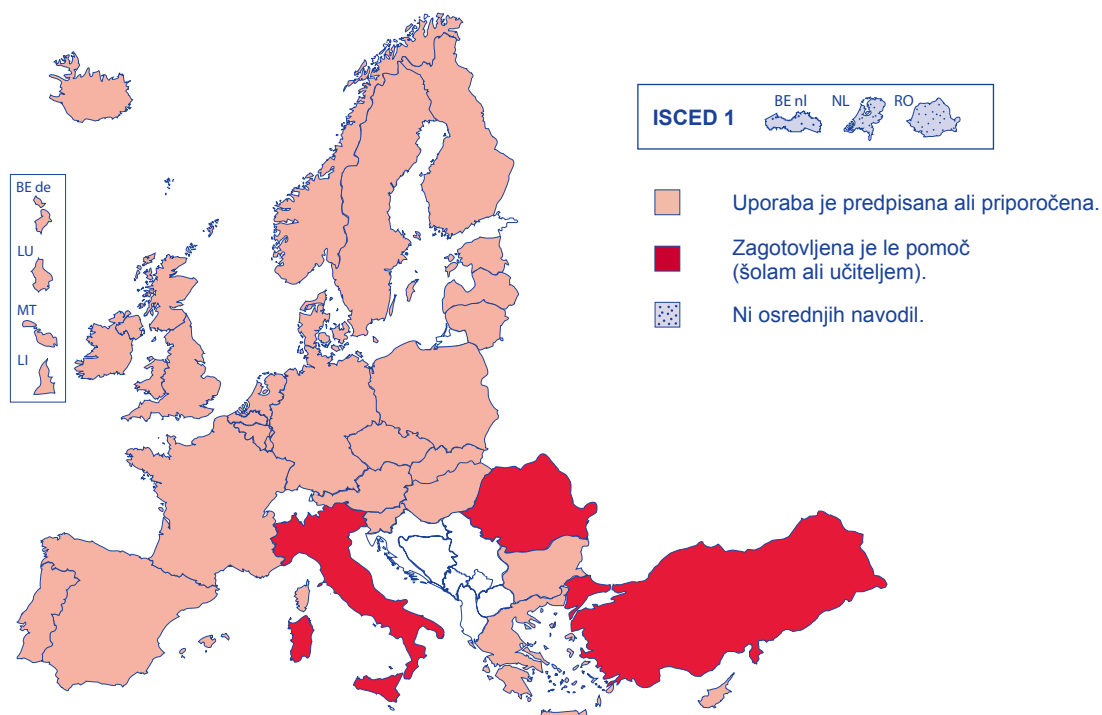 ISCED 1
BE nl
NL
RO
BE de
LU
MT
LI
Uporaba je predpisana ali priporočena.
Zagotovljena je le pomoč
(šolam ali učiteljem).
Ni osrednjih navodil.